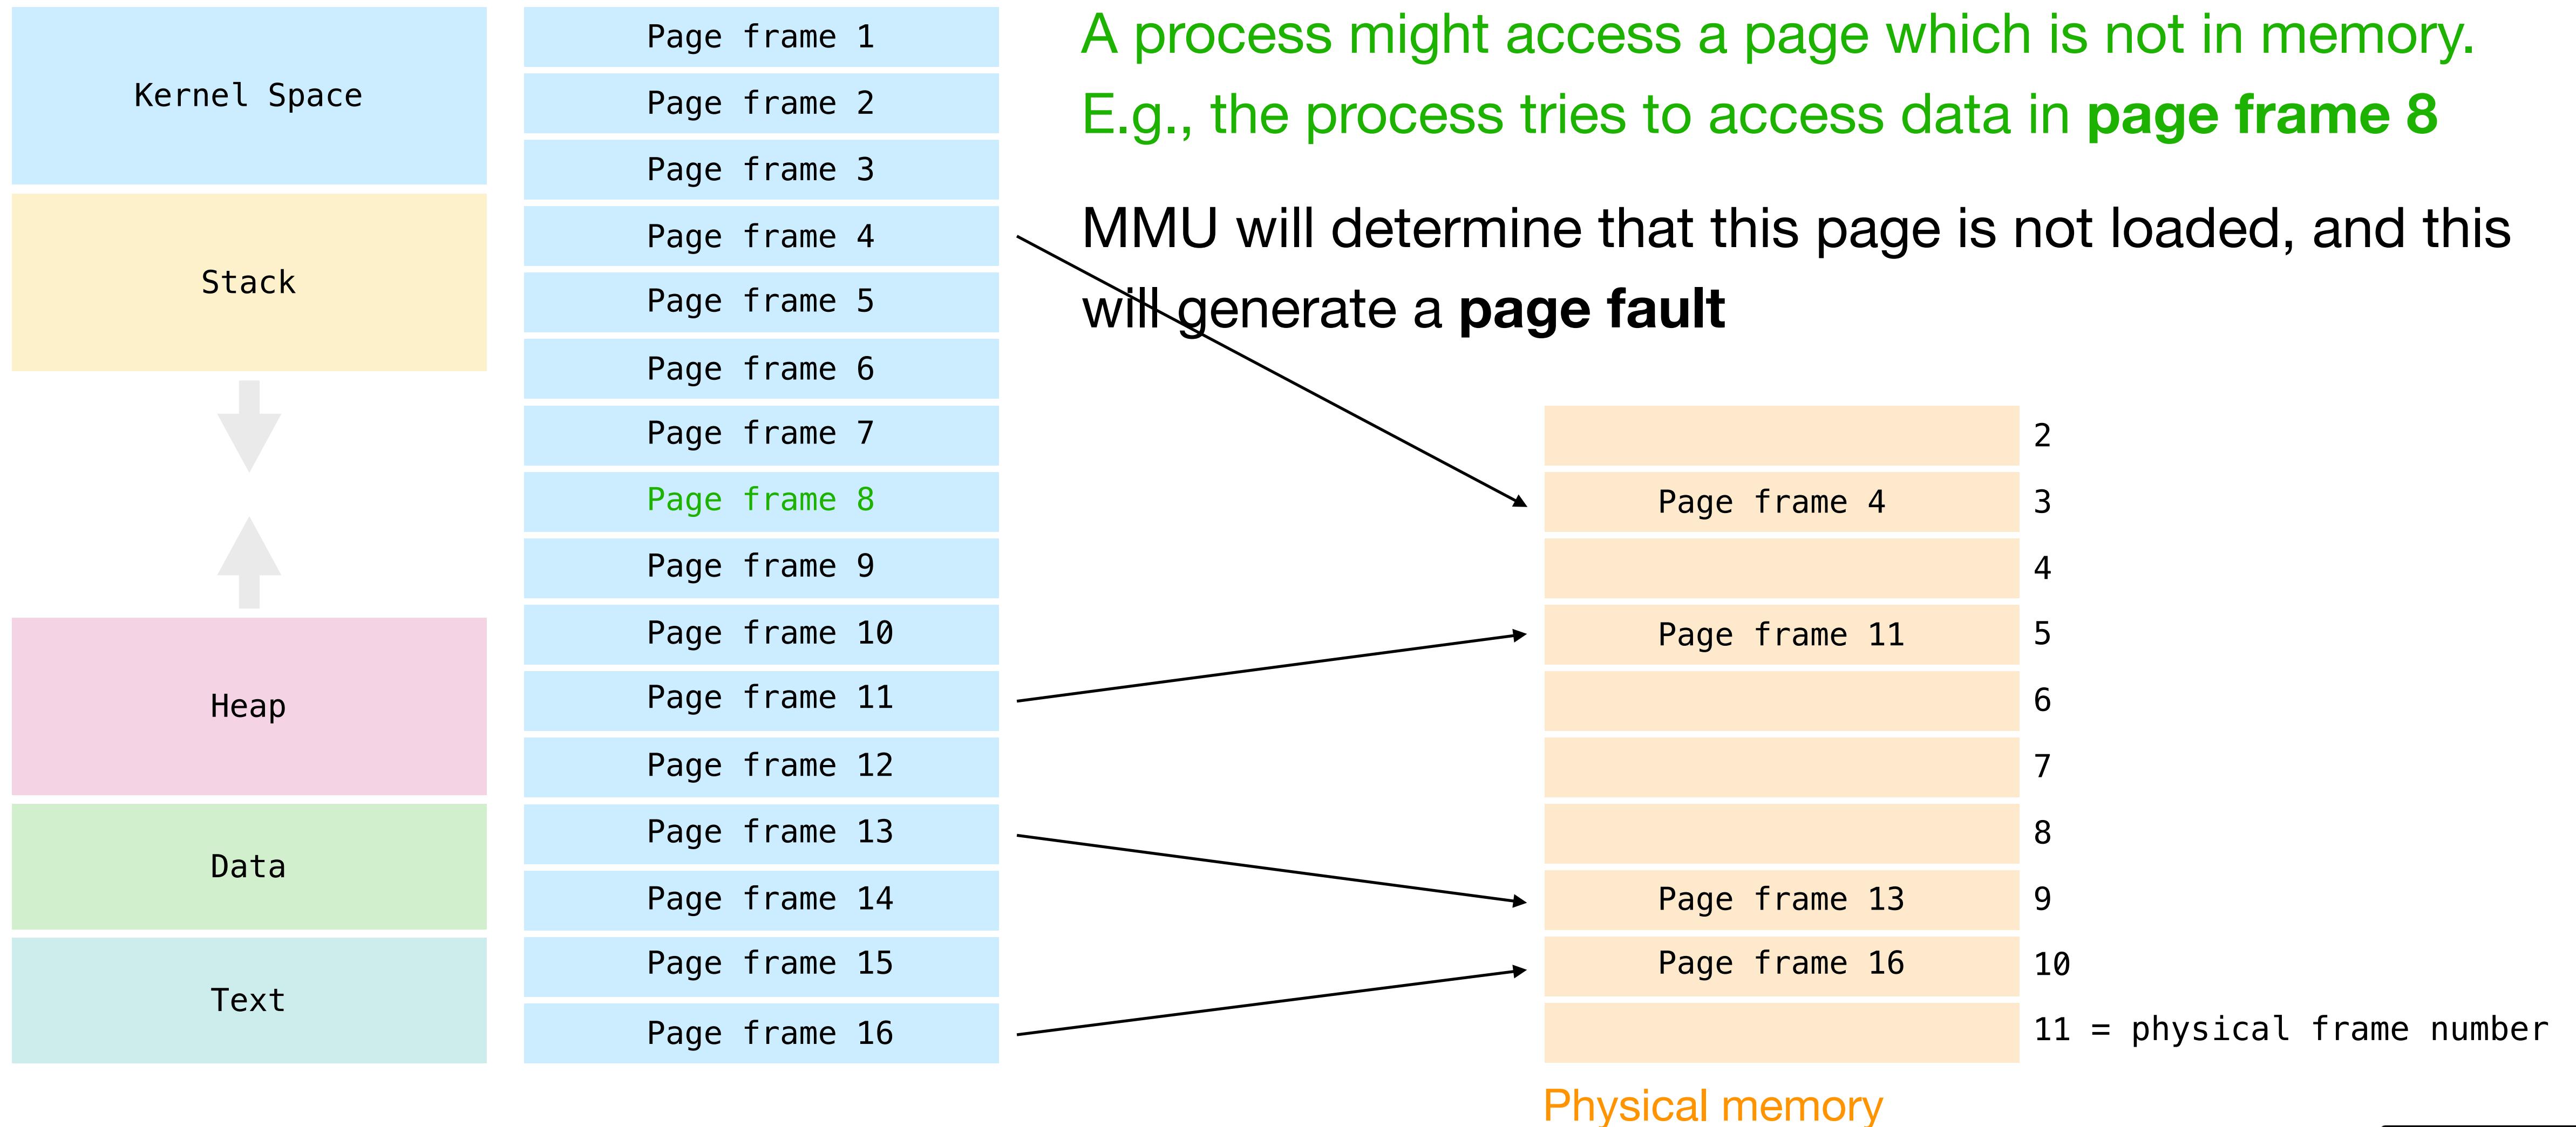 Kernel Space
Stack
Heap
Data
Text
Page frame 1
Page frame 2
Page frame 3
Page frame 4
Page frame 5
Page frame 6
Page frame 7
Page frame 8
Page frame 9
Page frame 10
Page frame 11
Page frame 12
Page frame 13
Page frame 14
Page frame 15
Page frame 16
A process might access a page which is not in memory.
E.g., the process tries to access data in page frame 8
MMU will determine that this page is not loaded, and this
will generate a page fault
2
Page frame 4 3
4
Page frame 11 5
6
7
8
Page frame 13 9
Page frame 16 10
11 = physical frame number
Physical memory